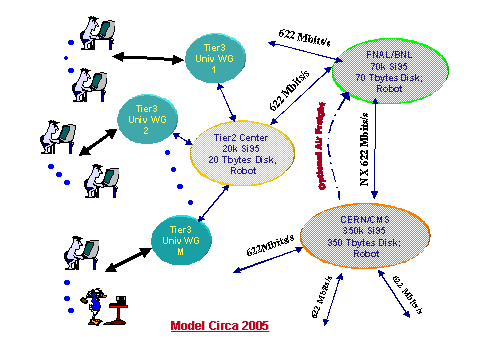 622 Mbits/s
Tier3
Univ WG
1
FNAL/BNL
70k Si95
70 Tbytes Disk;
Robot
622 Mbits/s
Tier3
Univ WG
2
Tier2 Center
20k Si95
20 Tbytes Disk,
Robot
Optional Air Freight
N X 622 Mbits/s
Tier3
Univ WG
M
CERN/CMS
350k Si95
350 Tbytes Disk;
Robot
622Mbits/s
622 Mbits/s
622 Mbits/s
Model Circa 2005